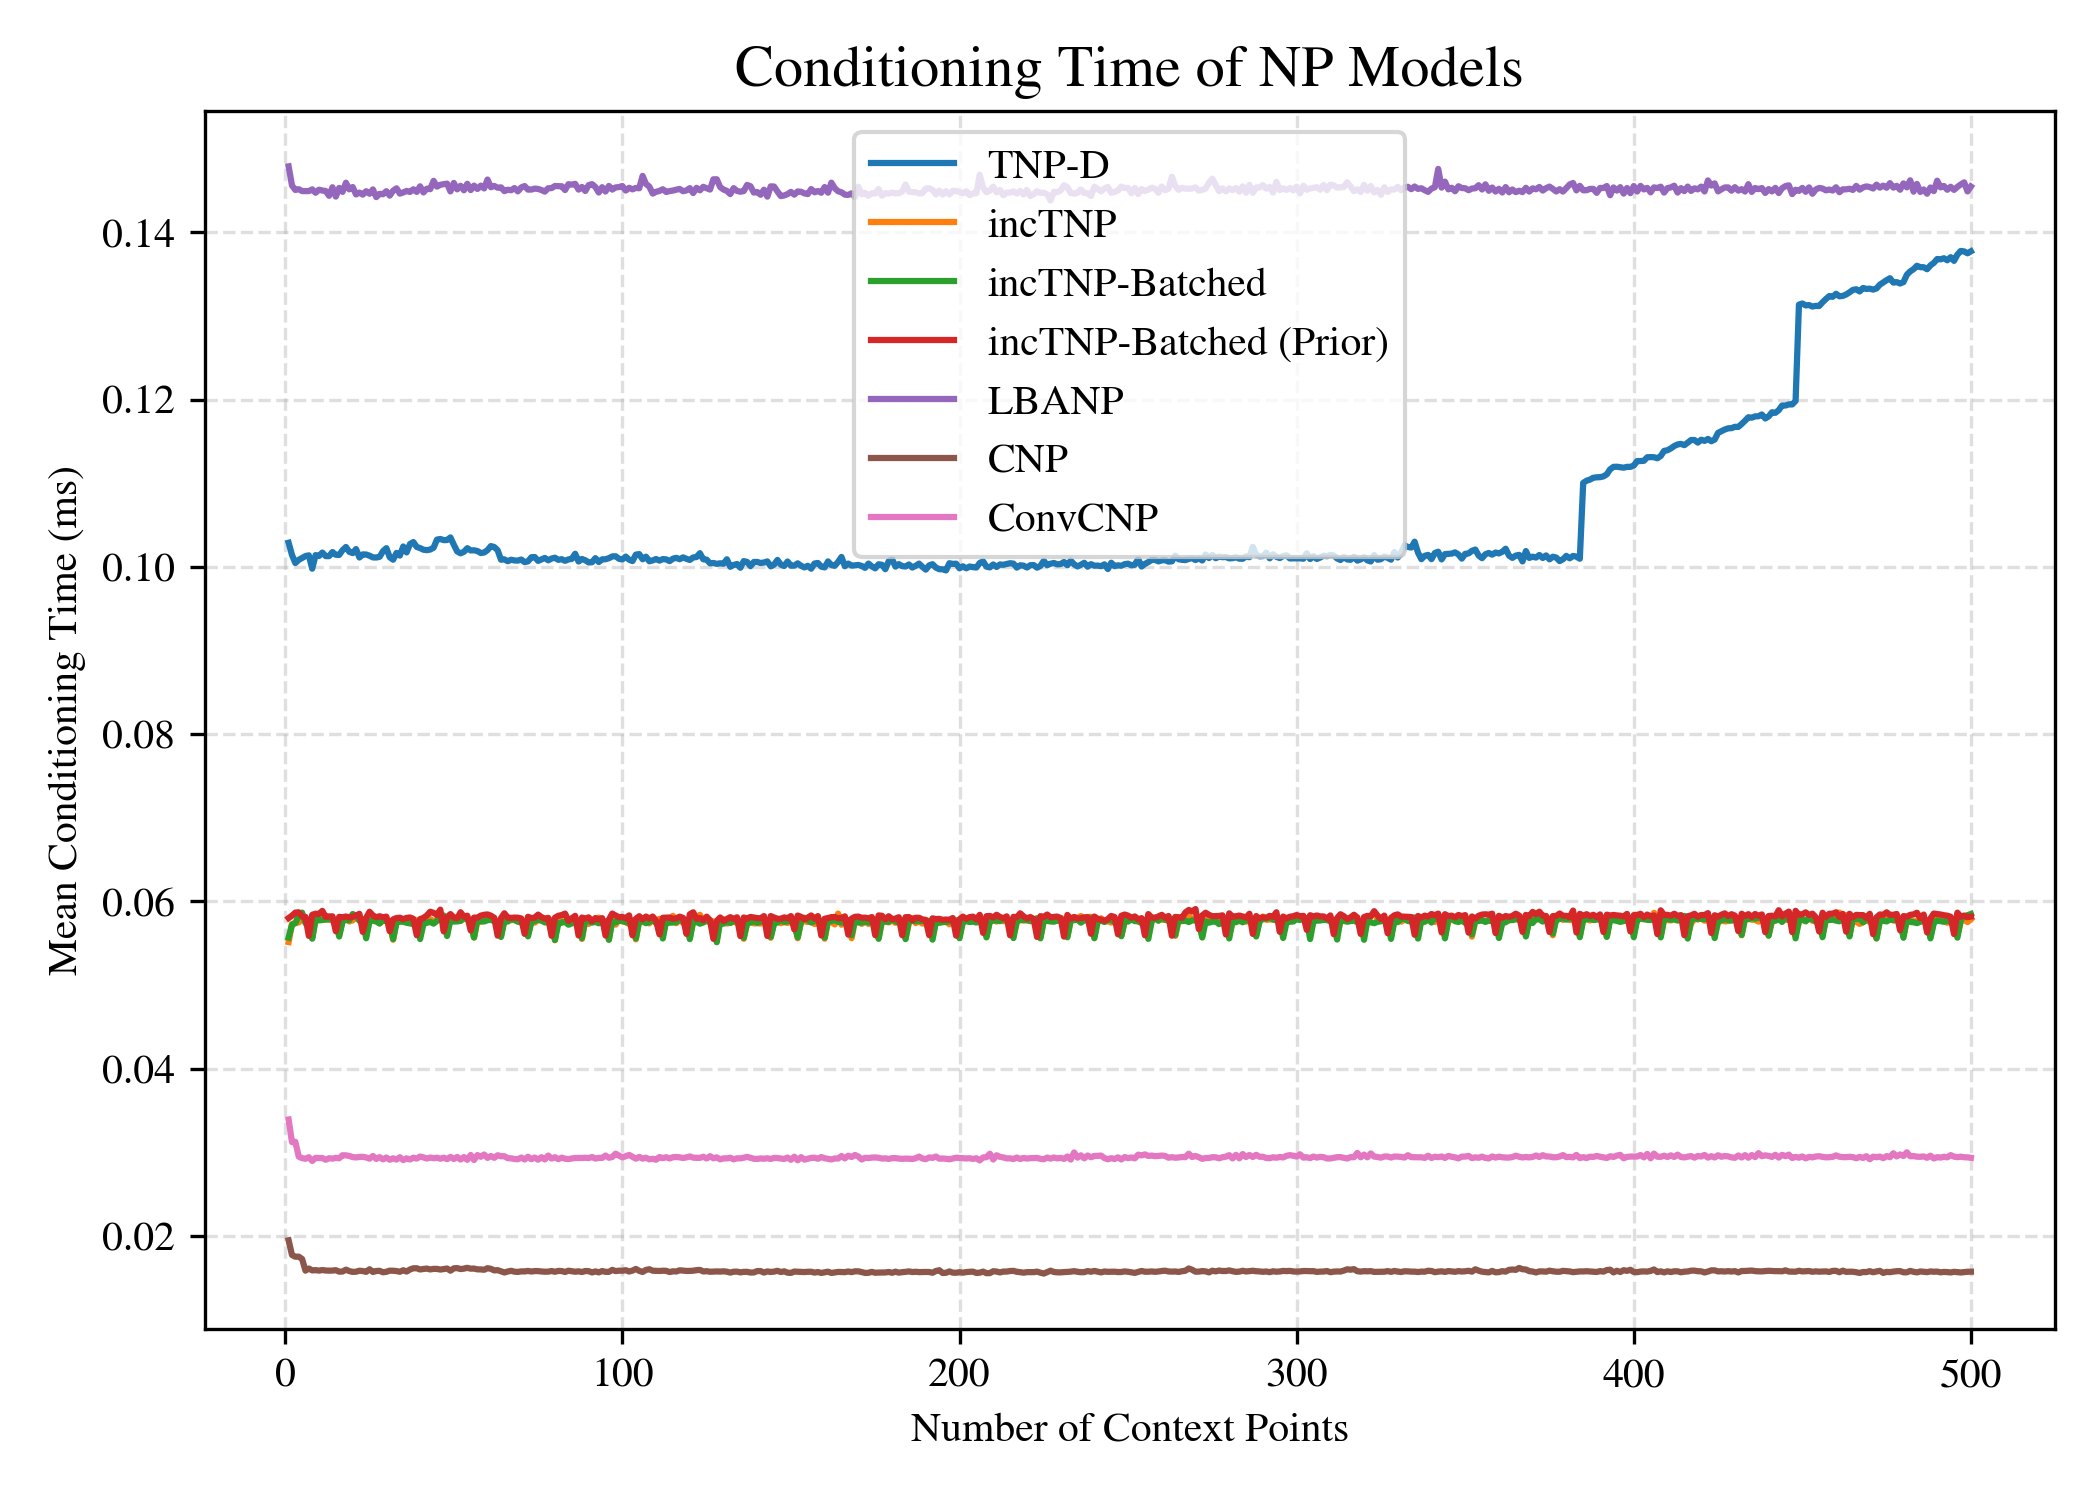 Conditioning Time of NP Models
TNP-D
incTNP
incTNP-Batched
incTNP-Batched (Prior)
LBANP
CNP
ConvCNP
Mean Conditioning Time (ms)
0.14
0.12
0.10
0.08
0.06
0.04
0.02
0 100 200 300 400 500
Number of Context Points